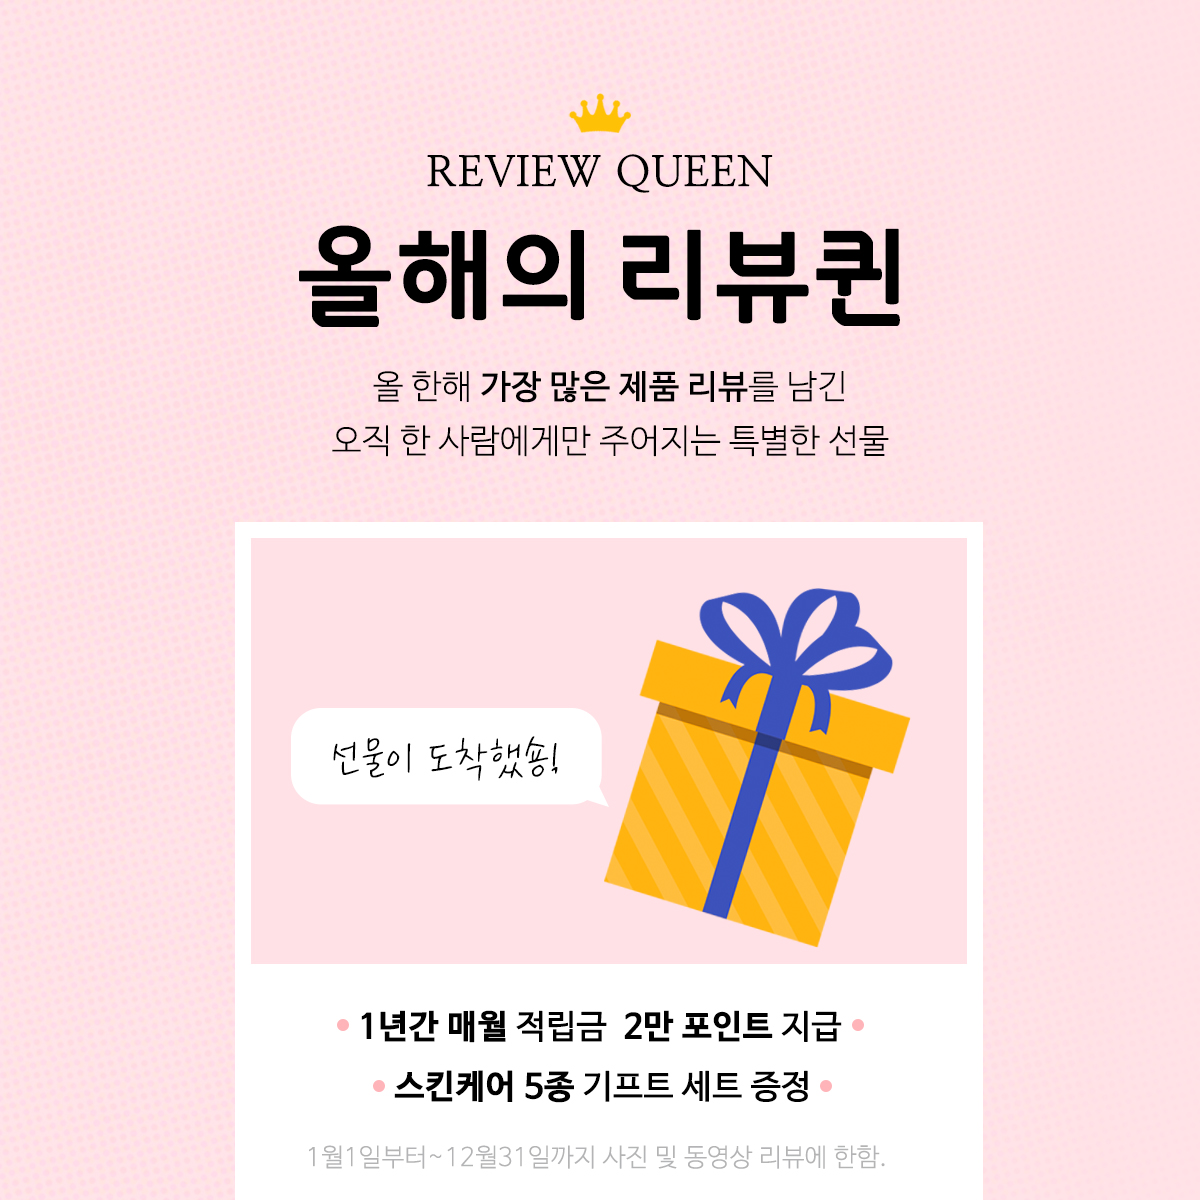 REVIEW QUEEN
올해의 리뷰퀸
올 한해 가장 많은 제품 리뷰를 남긴
오직 한 사람에게만 주어지는 특별한 선물
선물이 도착했숑!
• 1년간 매월 적립금 2만 포인트 지급 •
• 스킨케어 5종 기프트 세트 증정 •
1월1일부터~12월31일까지 사진 및 동영상 리뷰에 한함.